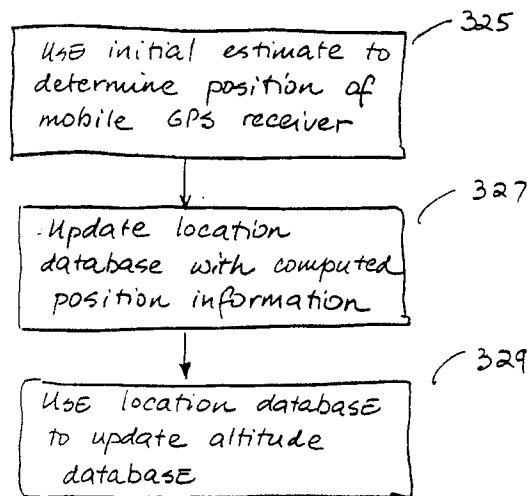 325
Use initial estimate to
determine position of
mobile GPS receiver
327
Update location
database with computed
position information
329
Use location database
to update altitude
database